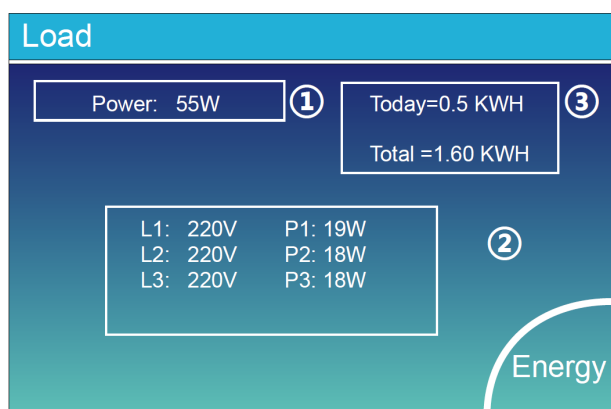 Load
Power: 55W ①
Today=0.5 KWH ③
Total =1.60 KWH
L1: 220V P1: 19W
L2: 220V P2: 18W
L3: 220V P3: 18W
②
Energy